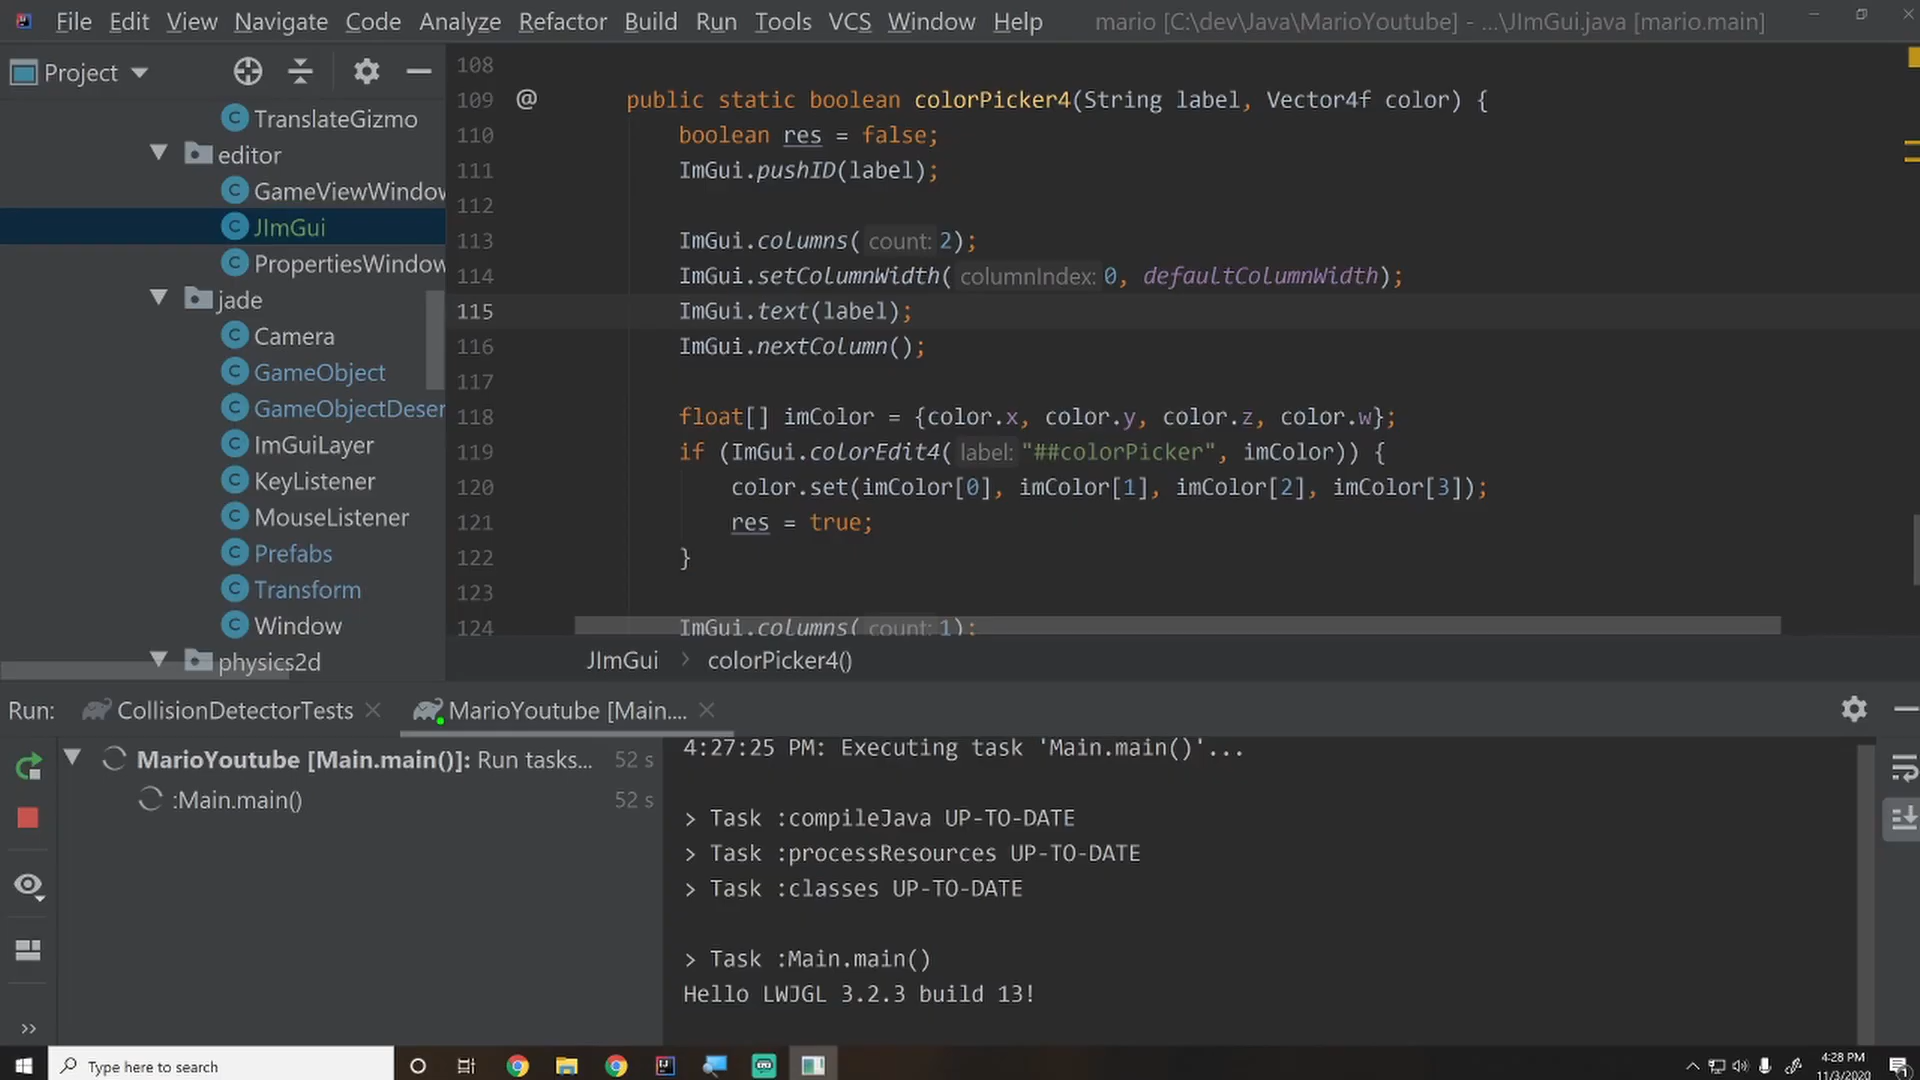 File Edit View Navigate Code Analyze Refactor Build Run Tools VCS Window Help mario [C:\dev\Java\MarioYoutube] - ...\JImGui.java [mario.main]
Project
TranslateGizmo
editor
GameViewWindow
JImGui
PropertiesWindow
jade
Camera
GameObject
GameObjectDeser
ImGuiLayer
KeyListener
MouseListener
Prefabs
Transform
Window
physics2d
108
109 @ public static boolean colorPicker4(String label, Vector4f color) {
110 boolean res = false;
111 ImGui.pushID(label);
112
113 ImGui.columns( count: 2);
114 ImGui.setColumnWidth( columnIndex: 0, defaultColumnWidth);
115 ImGui.text(label);
116 ImGui.nextColumn();
117
118 float[] imColor = {color.x, color.y, color.z, color.w};
119 if (ImGui.colorEdit4( label: "##colorPicker", imColor)) {
120 color.set(imColor[0], imColor[1], imColor[2], imColor[3]);
121 res = true;
122 }
123
124 ImGui.columns( count: 1);
JImGui > colorPicker4()
Run: CollisionDetectorTests MarioYoutube [Main....
MarioYoutube [Main.main()]: Run tasks... 52 s
:Main.main() 52 s
4:27:25 PM: Executing task 'Main.main()'...
> Task :compileJava UP-TO-DATE
> Task :processResources UP-TO-DATE
> Task :classes UP-TO-DATE
> Task :Main.main()
Hello LWJGL 3.2.3 build 13!
Type here to search
4:28 PM
11/3/2020
1